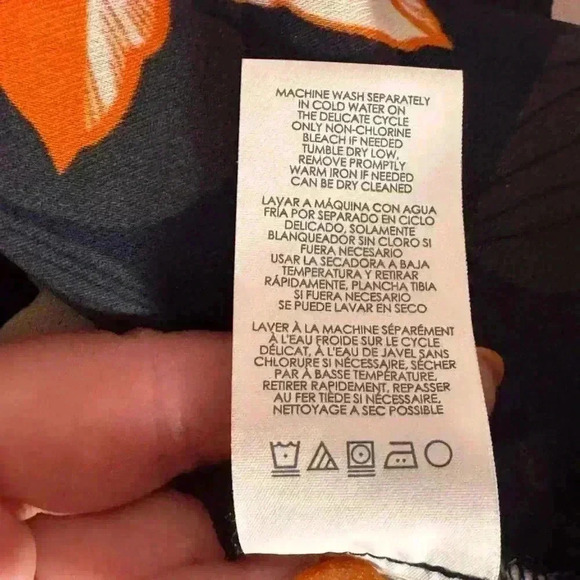 MACHINE WASH SEPARATELY
IN COLD WATER ON
THE DELICATE CYCLE
ONLY NON-CHLORINE
BLEACH IF NEEDED
TUMBLE DRY LOW,
REMOVE PROMPTLY
WARM IRON IF NEEDED
CAN BE DRY CLEANED
LAVAR A MÁQUINA CON AGUA
FRÍA POR SEPARADO EN CICLO
DELICADO, SOLAMENTE
BLANQUEADOR SIN CLORO SI
FUERA NECESARIO
USAR LA SECADORA A BAJA
TEMPERATURA Y RETIRAR
RÁPIDAMENTE, PLANCHA TIBIA
SI FUERA NECESARIO
SE PUEDE LAVAR EN SECO
LAVER À LA MACHINE SÉPARÉMENT
À L'EAU FROIDE SUR LE CYCLE
DÉLICAT, À L'EAU DE JAVEL SANS
CHLORURE SI NÉCESSAIRE, SÉCHER
PAR À BASSE TEMPÉRATURE,
RETIRER RAPIDEMENT, REPASSER
AU FER TIÈDE SI NÉCESSAIRE,
NETTOYAGE A SEC POSSIBLE